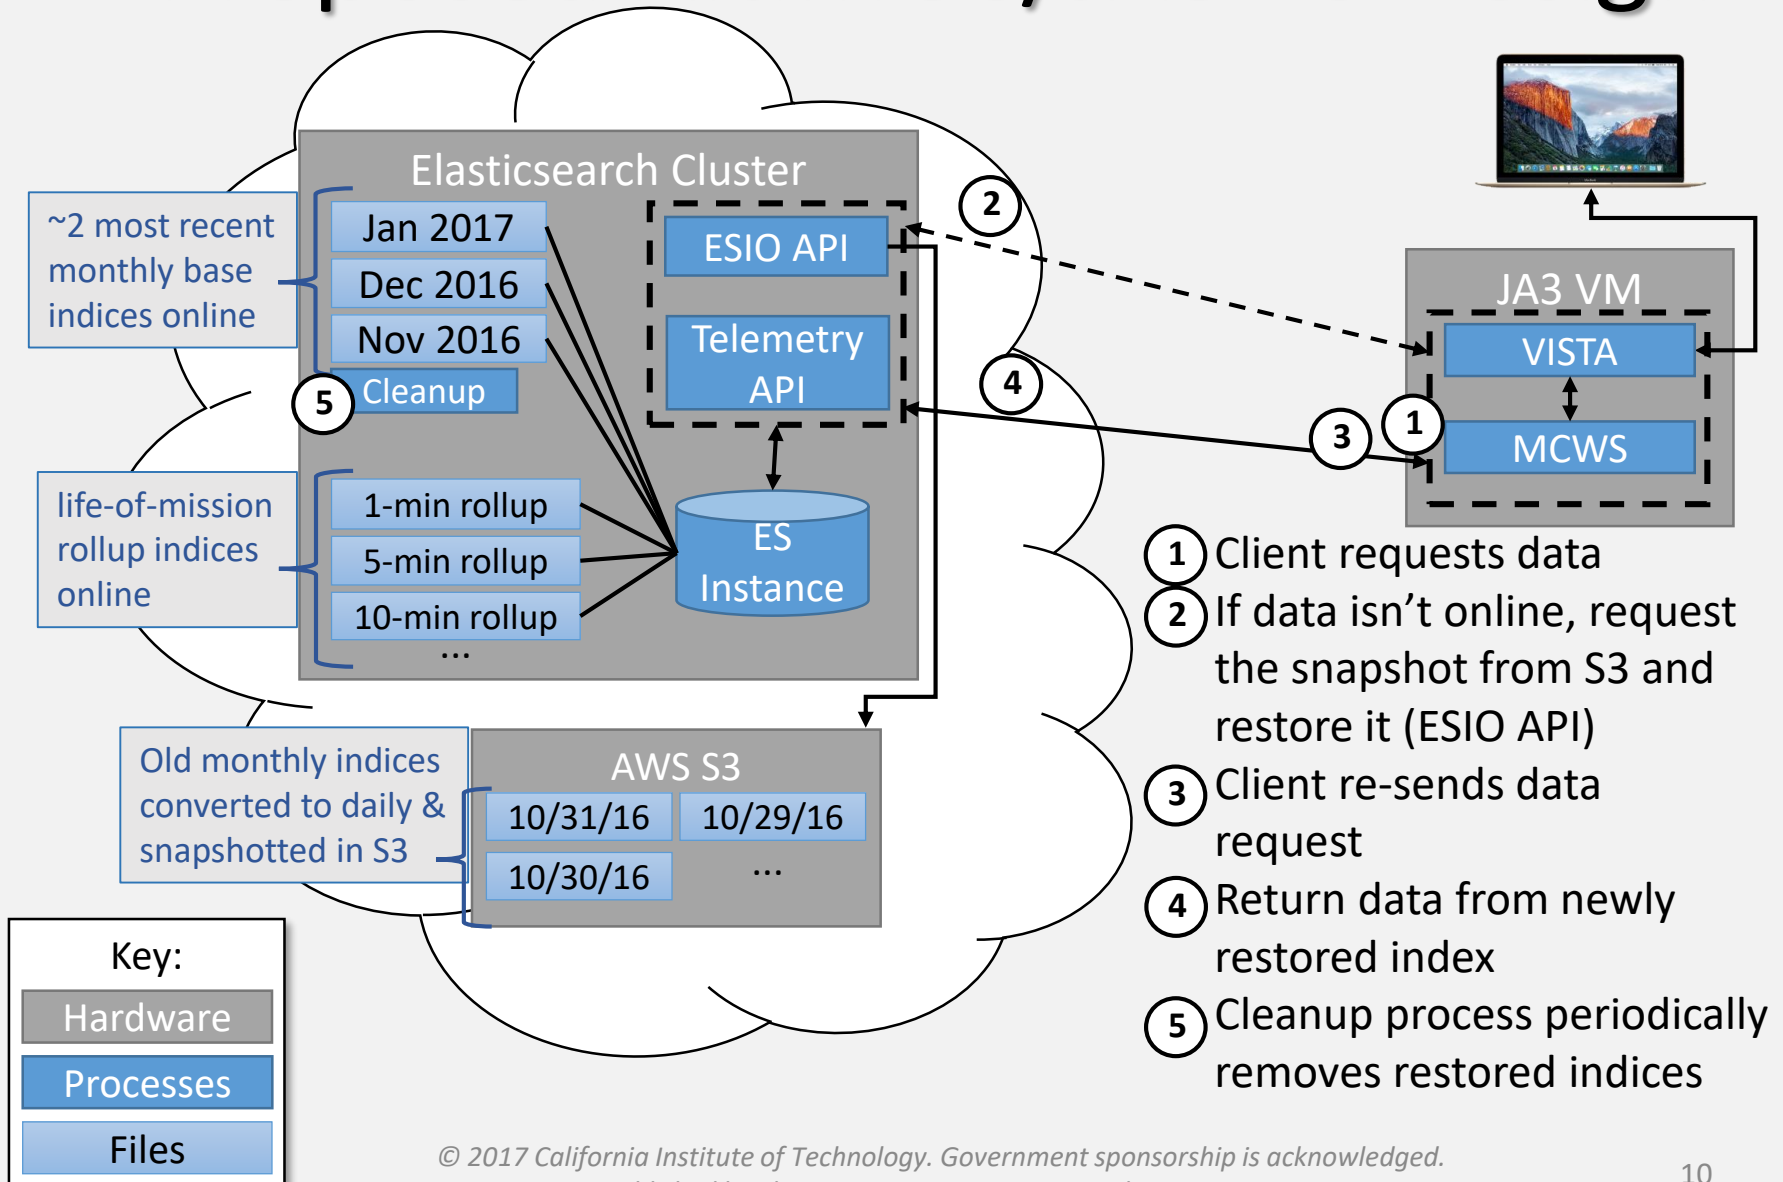 Elasticsearch Cluster
~2 most recent
monthly base
indices online
Jan 2017
Dec 2016
Nov 2016
Cleanup
5
ESIO API
Telemetry
API
2
4
3
1
JA3 VM
VISTA
MCWS
life-of-mission
rollup indices
online
1-min rollup
5-min rollup
10-min rollup
...
ES
Instance
Old monthly indices
converted to daily &
snapshotted in S3
AWS S3
10/31/16
10/29/16
10/30/16
...
1 Client requests data
2 If data isn’t online, request
the snapshot from S3 and
restore it (ESIO API)
3 Client re-sends data
request
4 Return data from newly
restored index
5 Cleanup process periodically
removes restored indices
Key:
Hardware
Processes
Files
© 2017 California Institute of Technology. Government sponsorship is acknowledged.
10